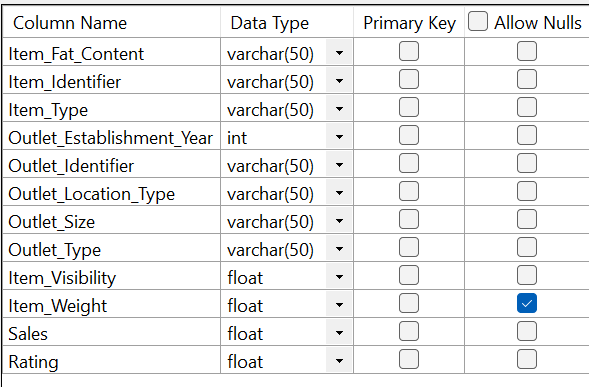 Column Name Data Type Primary Key Allow Nulls
Item_Fat_Content varchar(50)
Item_Identifier varchar(50)
Item_Type varchar(50)
Outlet_Establishment_Year int
Outlet_Identifier varchar(50)
Outlet_Location_Type varchar(50)
Outlet_Size varchar(50)
Outlet_Type varchar(50)
Item_Visibility float
Item_Weight float
Sales float
Rating float